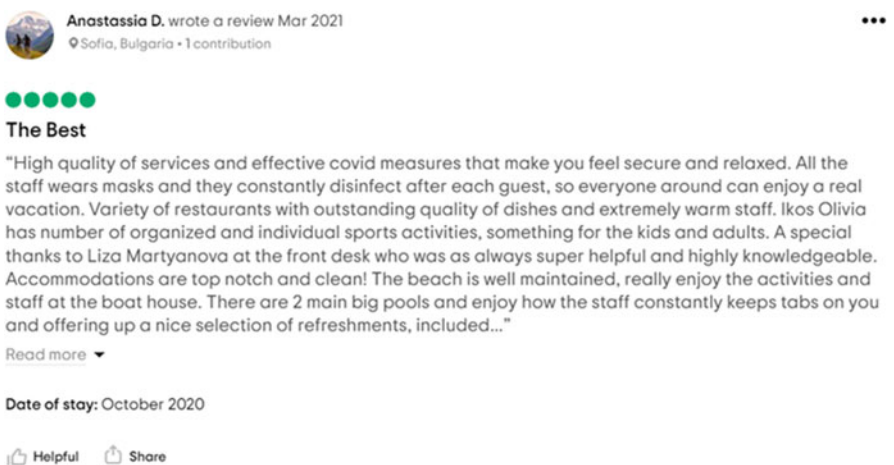 Anastassia D. wrote a review Mar 2021
Sofia, Bulgaria • 1 contribution
The Best
“High quality of services and effective covid measures that make you feel secure and relaxed. All the
staff wears masks and they constantly disinfect after each guest, so everyone around can enjoy a real
vacation. Variety of restaurants with outstanding quality of dishes and extremely warm staff. Ikos Olivia
has number of organized and individual sports activities, something for the kids and adults. A special
thanks to Liza Martyanova at the front desk who was as always super helpful and highly knowledgeable.
Accommodations are top notch and clean! The beach is well maintained, really enjoy the activities and
staff at the boat house. There are 2 main big pools and enjoy how the staff constantly keeps tabs on you
and offering up a nice selection of refreshments, included...”
Read more
Date of stay: October 2020
Helpful Share